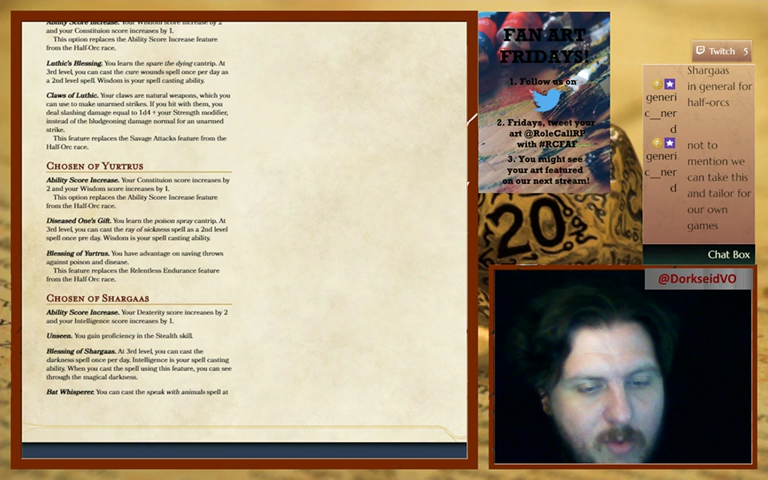 Ability Score Increase. Your Wisdom score increase by 2
and your Constituion score increases by 1.
This option replaces the Ability Score Increase feature
from the Half-Orc race.
Luthic's Blessing. You learn the spare the dying cantrip. At
3rd level, you can cast the cure wounds spell once per day as
a 2nd level spell. Wisdom is your spell casting ability.
Claws of Luthic. Your claws are natural weapons, which you
can use to make unarmed strikes. If you hit with them, you
deal slashing damage equal to 1d4 + your Strength modifier,
instead of the bludgeoning damage normal for an unarmed
strike.
This feature replaces the Savage Attacks feature from the
Half-Orc race.
Chosen of Yurtrus
Ability Score Increase. Your Constitution score increases by
2 and your Wisdom score increases by 1.
This option replaces the Ability Score Increase feature
from the Half-Orc race.
Diseased One's Gift. You learn the poison spray cantrip. At
3rd level, you can cast the ray of sickness spell as a 2nd level
spell once per day. Wisdom is your spell casting ability.
Blessing of Yurtrus. You have advantage on saving throws
against poison and disease.
This feature replaces the Relentless Endurance feature
from the Half-Orc race.
Chosen of Shargaas
Ability Score Increase. Your Dexterity score increases by 2
and your Intelligence score increases by 1.
Unseen. You gain proficiency in the Stealth skill.
Blessing of Shargaas. At 3rd level, you can cast the
darkness spell once per day. Intelligence is your spell casting
ability. When you cast the spell using this feature, you can see
through the magical darkness.
Bat Whisperer. You can cast the speak with animals spell at
FAN ART
FRIDAYS!
1. Follow us on
2. Fridays, tweet your
art @RoleCallRP
with #RCFAF
3. You might see
your art featured
on our next stream!
20
Twitch 5
Shargaas
in general for
half-orcs
generi
c__ner
d
not to
mention we
can take this
and tailor for
our own
games
generi
c__ner
d
Chat Box
@DorkseidVO